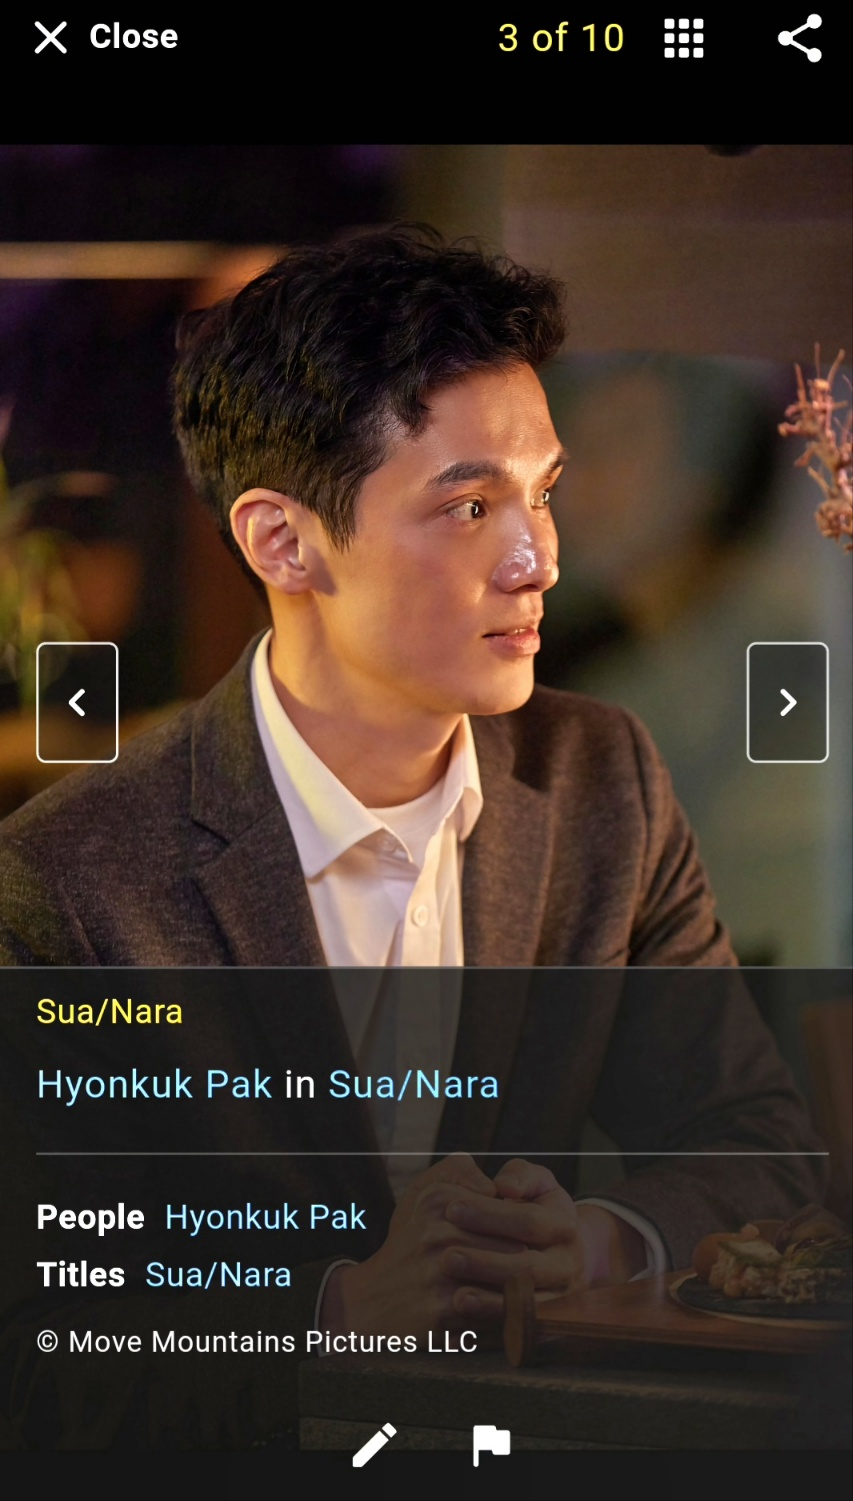 Close
3 of 10
Sua/Nara
Hyonkuk Pak in Sua/Nara
People Hyonkuk Pak
Titles Sua/Nara
© Move Mountains Pictures LLC